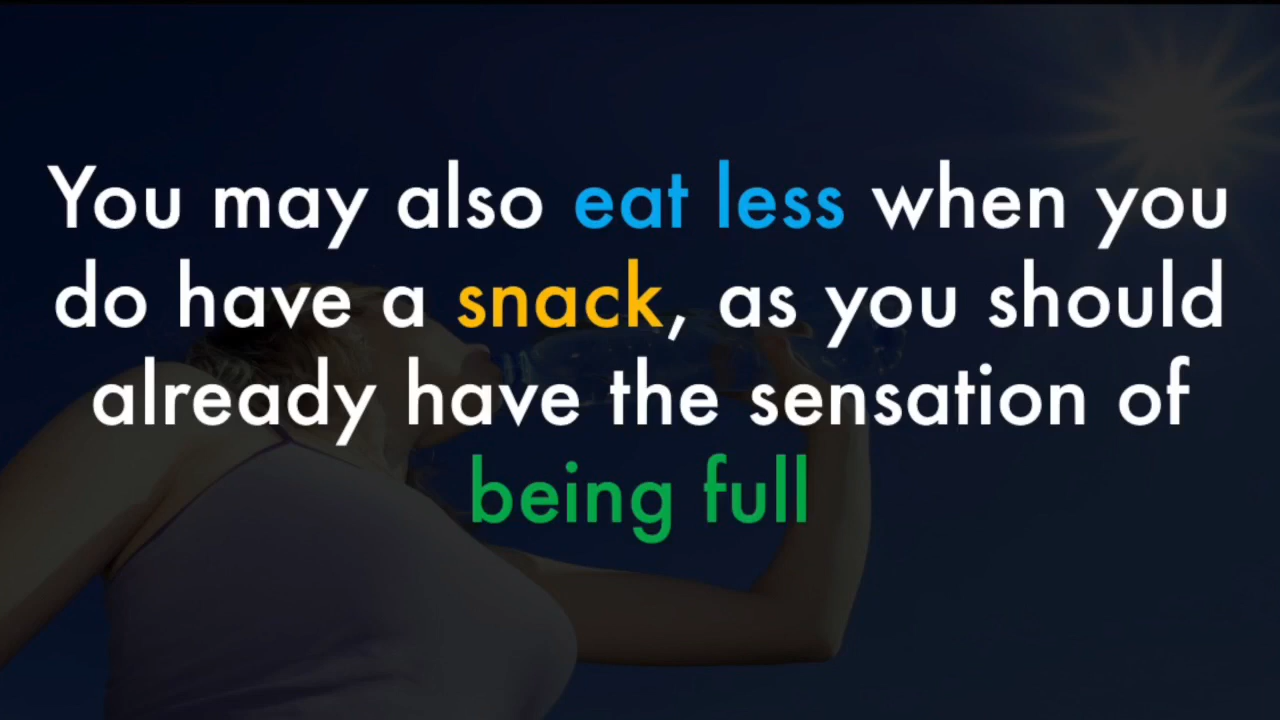 You may also eat less when you
do have a snack, as you should
already have the sensation of
being full